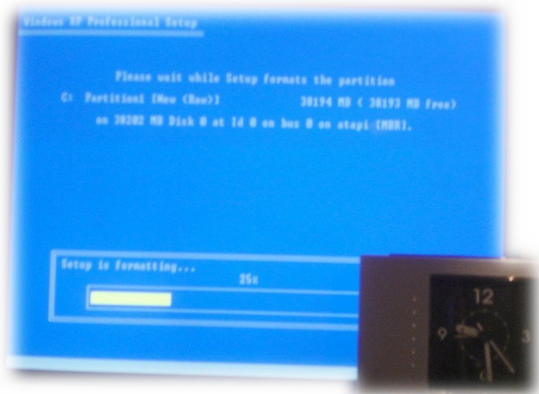 Windows XP Professional Setup
Please wait while Setup formats the partition
C: Partition1 [New (Raw)] 38194 MB ( 38193 MB free)
on 38202 MB Disk 0 at Id 0 on bus 0 on atapi [MBR].
Setup is formatting...
25%
12
9
3